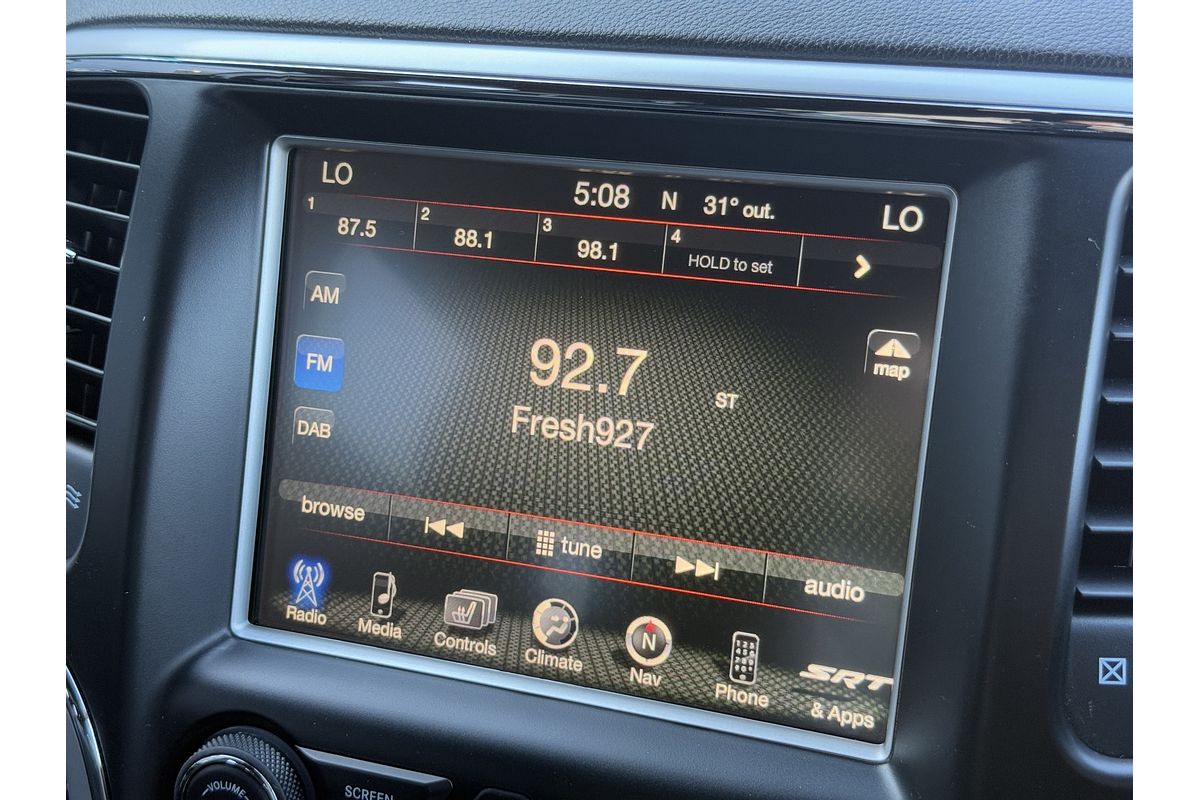 LO 5:08 N 31° out. LO
1 87.5 2 88.1 3 98.1 4 HOLD to set
AM
FM
DAB
92.7
ST
Fresh927
map
browse tune audio
Radio Media Controls Climate Nav Phone SRT & Apps
N
VOLUME
SCREEN